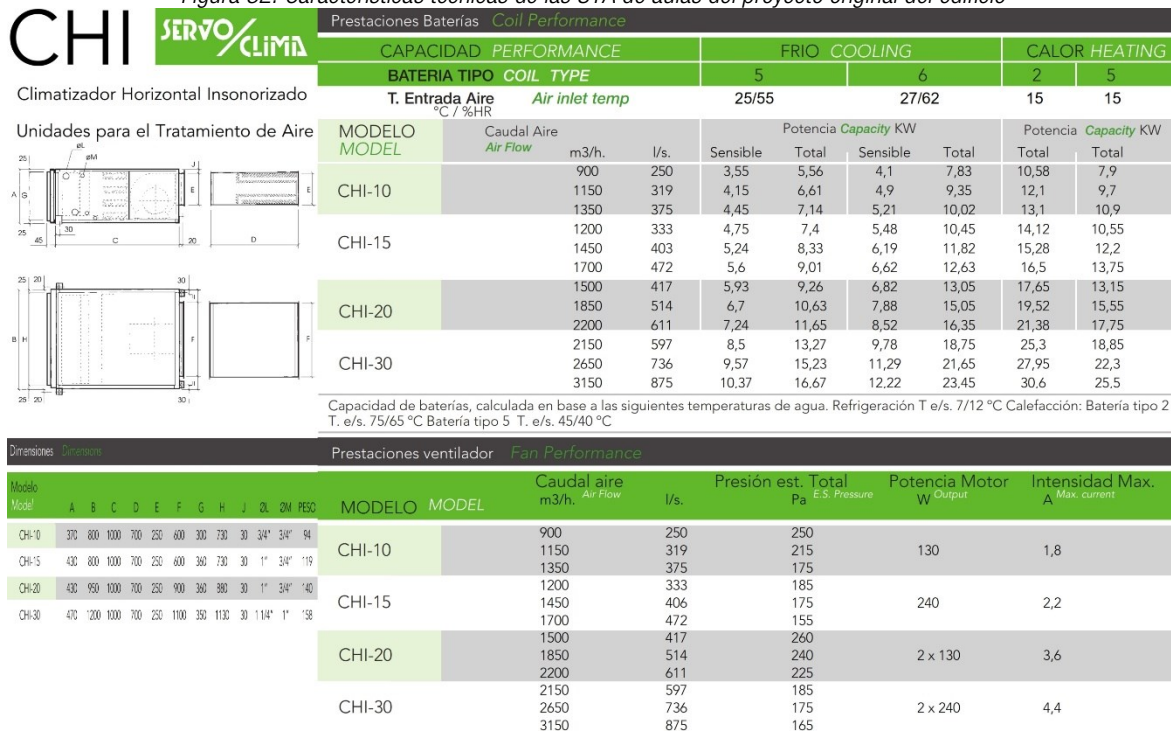 Figura 32. Características técnicas de las UTA de aulas del proyecto original del edificio
CHI SERVO/CLIMA
Climatizador Horizontal Insonorizado
Unidades para el Tratamiento de Aire
øL
øM
25
J
A G
E
E
30
25
45
C
20
D
25 20
30
B H
F
F
25 20
30
Prestaciones Baterías Coil Performance
CAPACIDAD PERFORMANCE FRIO COOLING CALOR HEATING
BATERIA TIPO COIL TYPE 5 6 2 5
T. Entrada Aire Air inlet temp 25/55 27/62 15 15
°C / %HR
MODELO Caudal Aire Potencia Capacity KW Potencia Capacity KW
MODEL Air Flow m3/h. l/s. Sensible Total Sensible Total Total Total
900 250 3,55 5,56 4,1 7,83 10,58 7,9
CHI-10 1150 319 4,15 6,61 4,9 9,35 12,1 9,7
1350 375 4,45 7,14 5,21 10,02 13,1 10,9
1200 333 4,75 7,4 5,48 10,45 14,12 10,55
CHI-15 1450 403 5,24 8,33 6,19 11,82 15,28 12,2
1700 472 5,6 9,01 6,62 12,63 16,5 13,75
1500 417 5,93 9,26 6,82 13,05 17,65 13,15
CHI-20 1850 514 6,7 10,63 7,88 15,05 19,52 15,55
2200 611 7,24 11,65 8,52 16,35 21,38 17,75
2150 597 8,5 13,27 9,78 18,75 25,3 18,85
CHI-30 2650 736 9,57 15,23 11,29 21,65 27,95 22,3
3150 875 10,37 16,67 12,22 23,45 30,6 25,5
Capacidad de baterías, calculada en base a las siguientes temperaturas de agua. Refrigeración T e/s. 7/12 °C Calefacción: Batería tipo 2
T. e/s. 75/65 °C Batería tipo 5 T. e/s. 45/40 °C
Dimensiones Dimensions
Modelo
Model A B C D E F G H J ØL ØM PESO
CHI-10 370 800 1000 700 250 600 300 730 30 3/4" 3/4" 94
CHI-15 430 800 1000 700 250 600 360 730 30 1" 3/4" 119
CHI-20 430 950 1000 700 250 900 360 880 30 1" 3/4" 140
CHI-30 470 1200 1000 700 250 1100 350 1130 30 1 1/4" 1" 158
Prestaciones ventilador Fan Performance
Caudal aire Presión est. Total Potencia Motor Intensidad Max.
MODELO MODEL m3/h. Air Flow l/s. Pa E.S. Pressure W Output A Max. current
900 250 250
CHI-10 1150 319 215 130 1,8
1350 375 175
1200 333 185
CHI-15 1450 406 175 240 2,2
1700 472 155
1500 417 260
CHI-20 1850 514 240 2 x 130 3,6
2200 611 225
2150 597 185
CHI-30 2650 736 175 2 x 240 4,4
3150 875 165